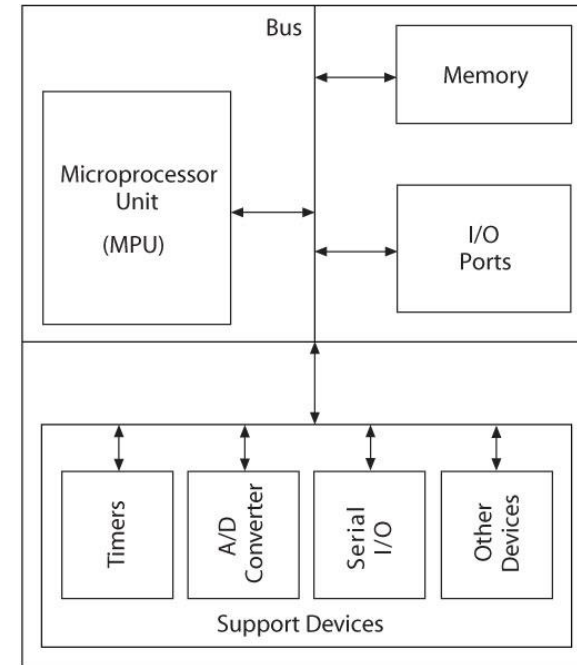 Bus
Memory
Microprocessor
Unit
(MPU)
I/O
Ports
Timers
A/D
Converter
Serial
I/O
Other
Devices
Support Devices